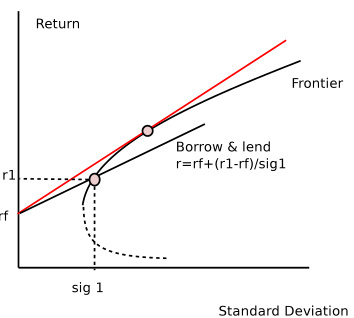 Return
Frontier
Borrow & lend
r=rf+(r1-rf)/sig1
r1
rf
sig 1
Standard Deviation